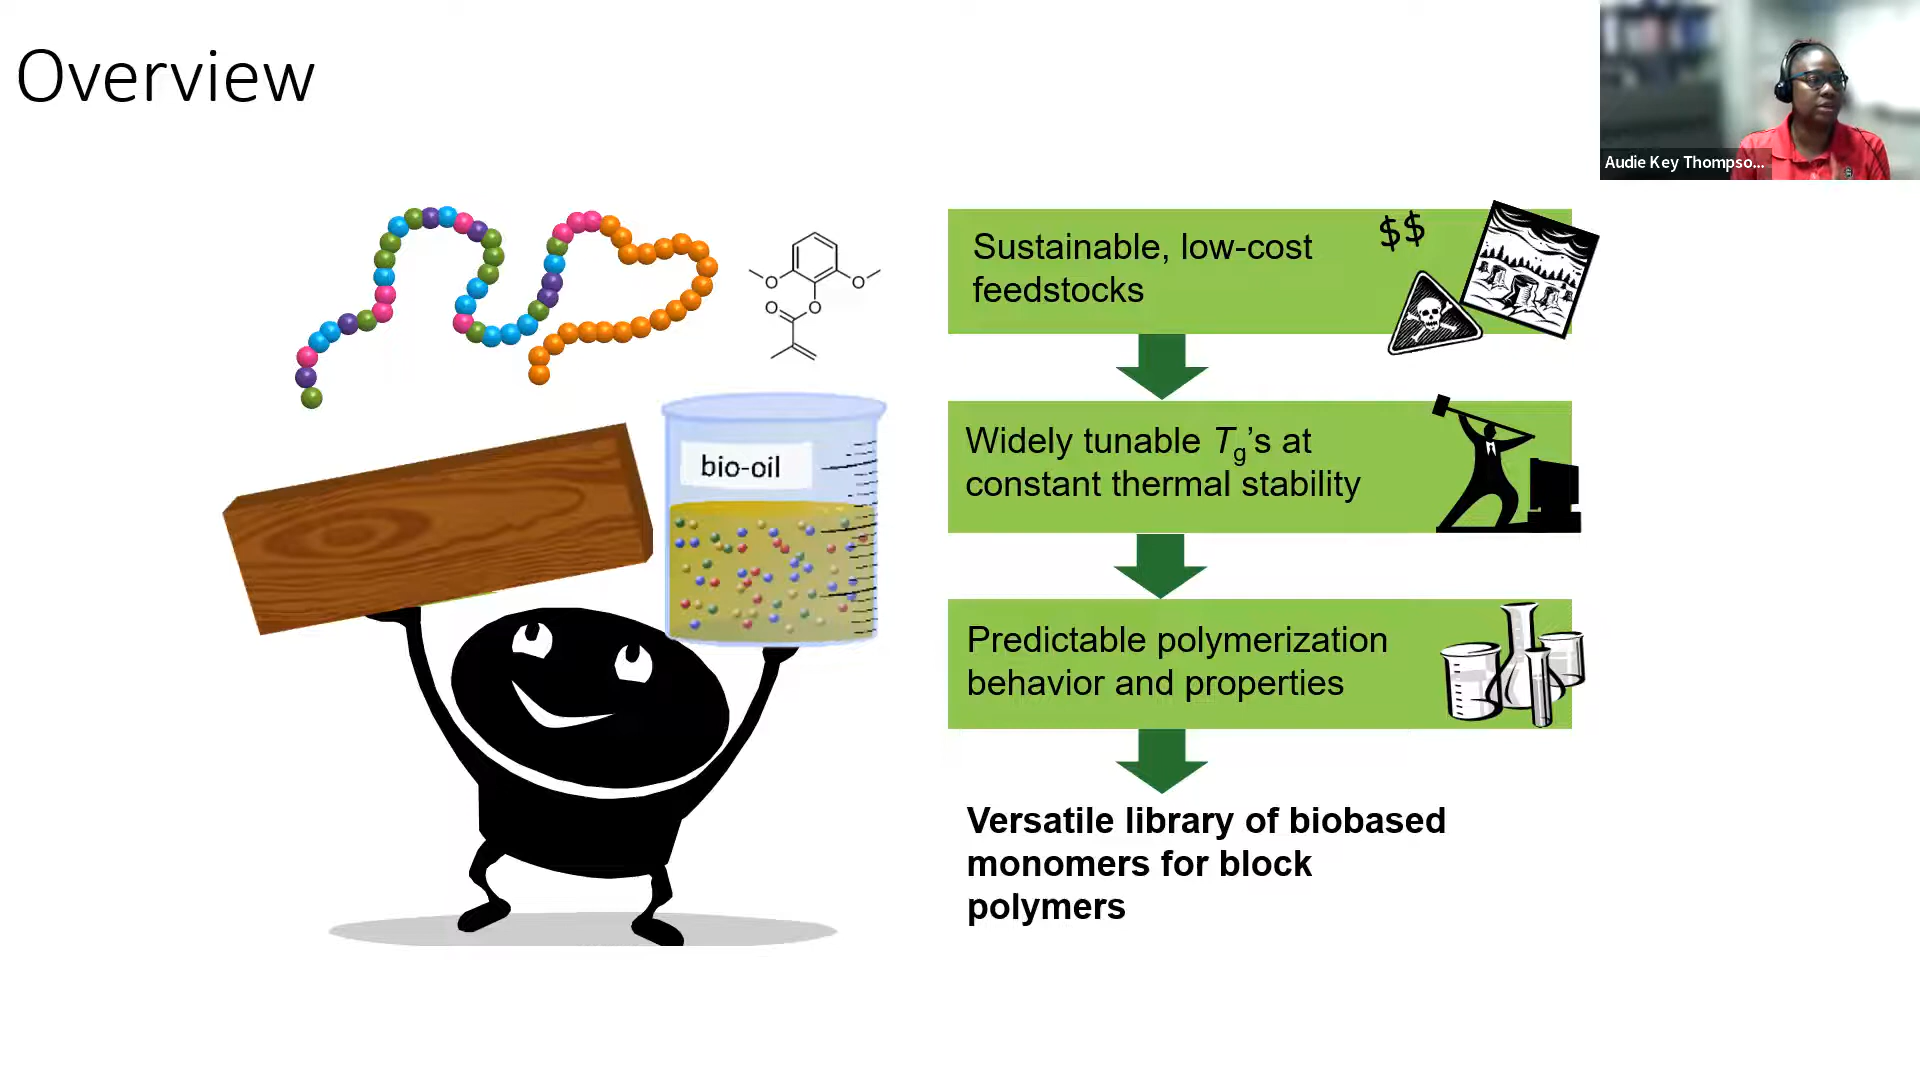 Overview
Audie Key Thompso...
O
O
O
O
bio-oil
Sustainable, low-cost
feedstocks
$$
Widely tunable Tg’s at
constant thermal stability
Predictable polymerization
behavior and properties
Versatile library of biobased
monomers for block
polymers